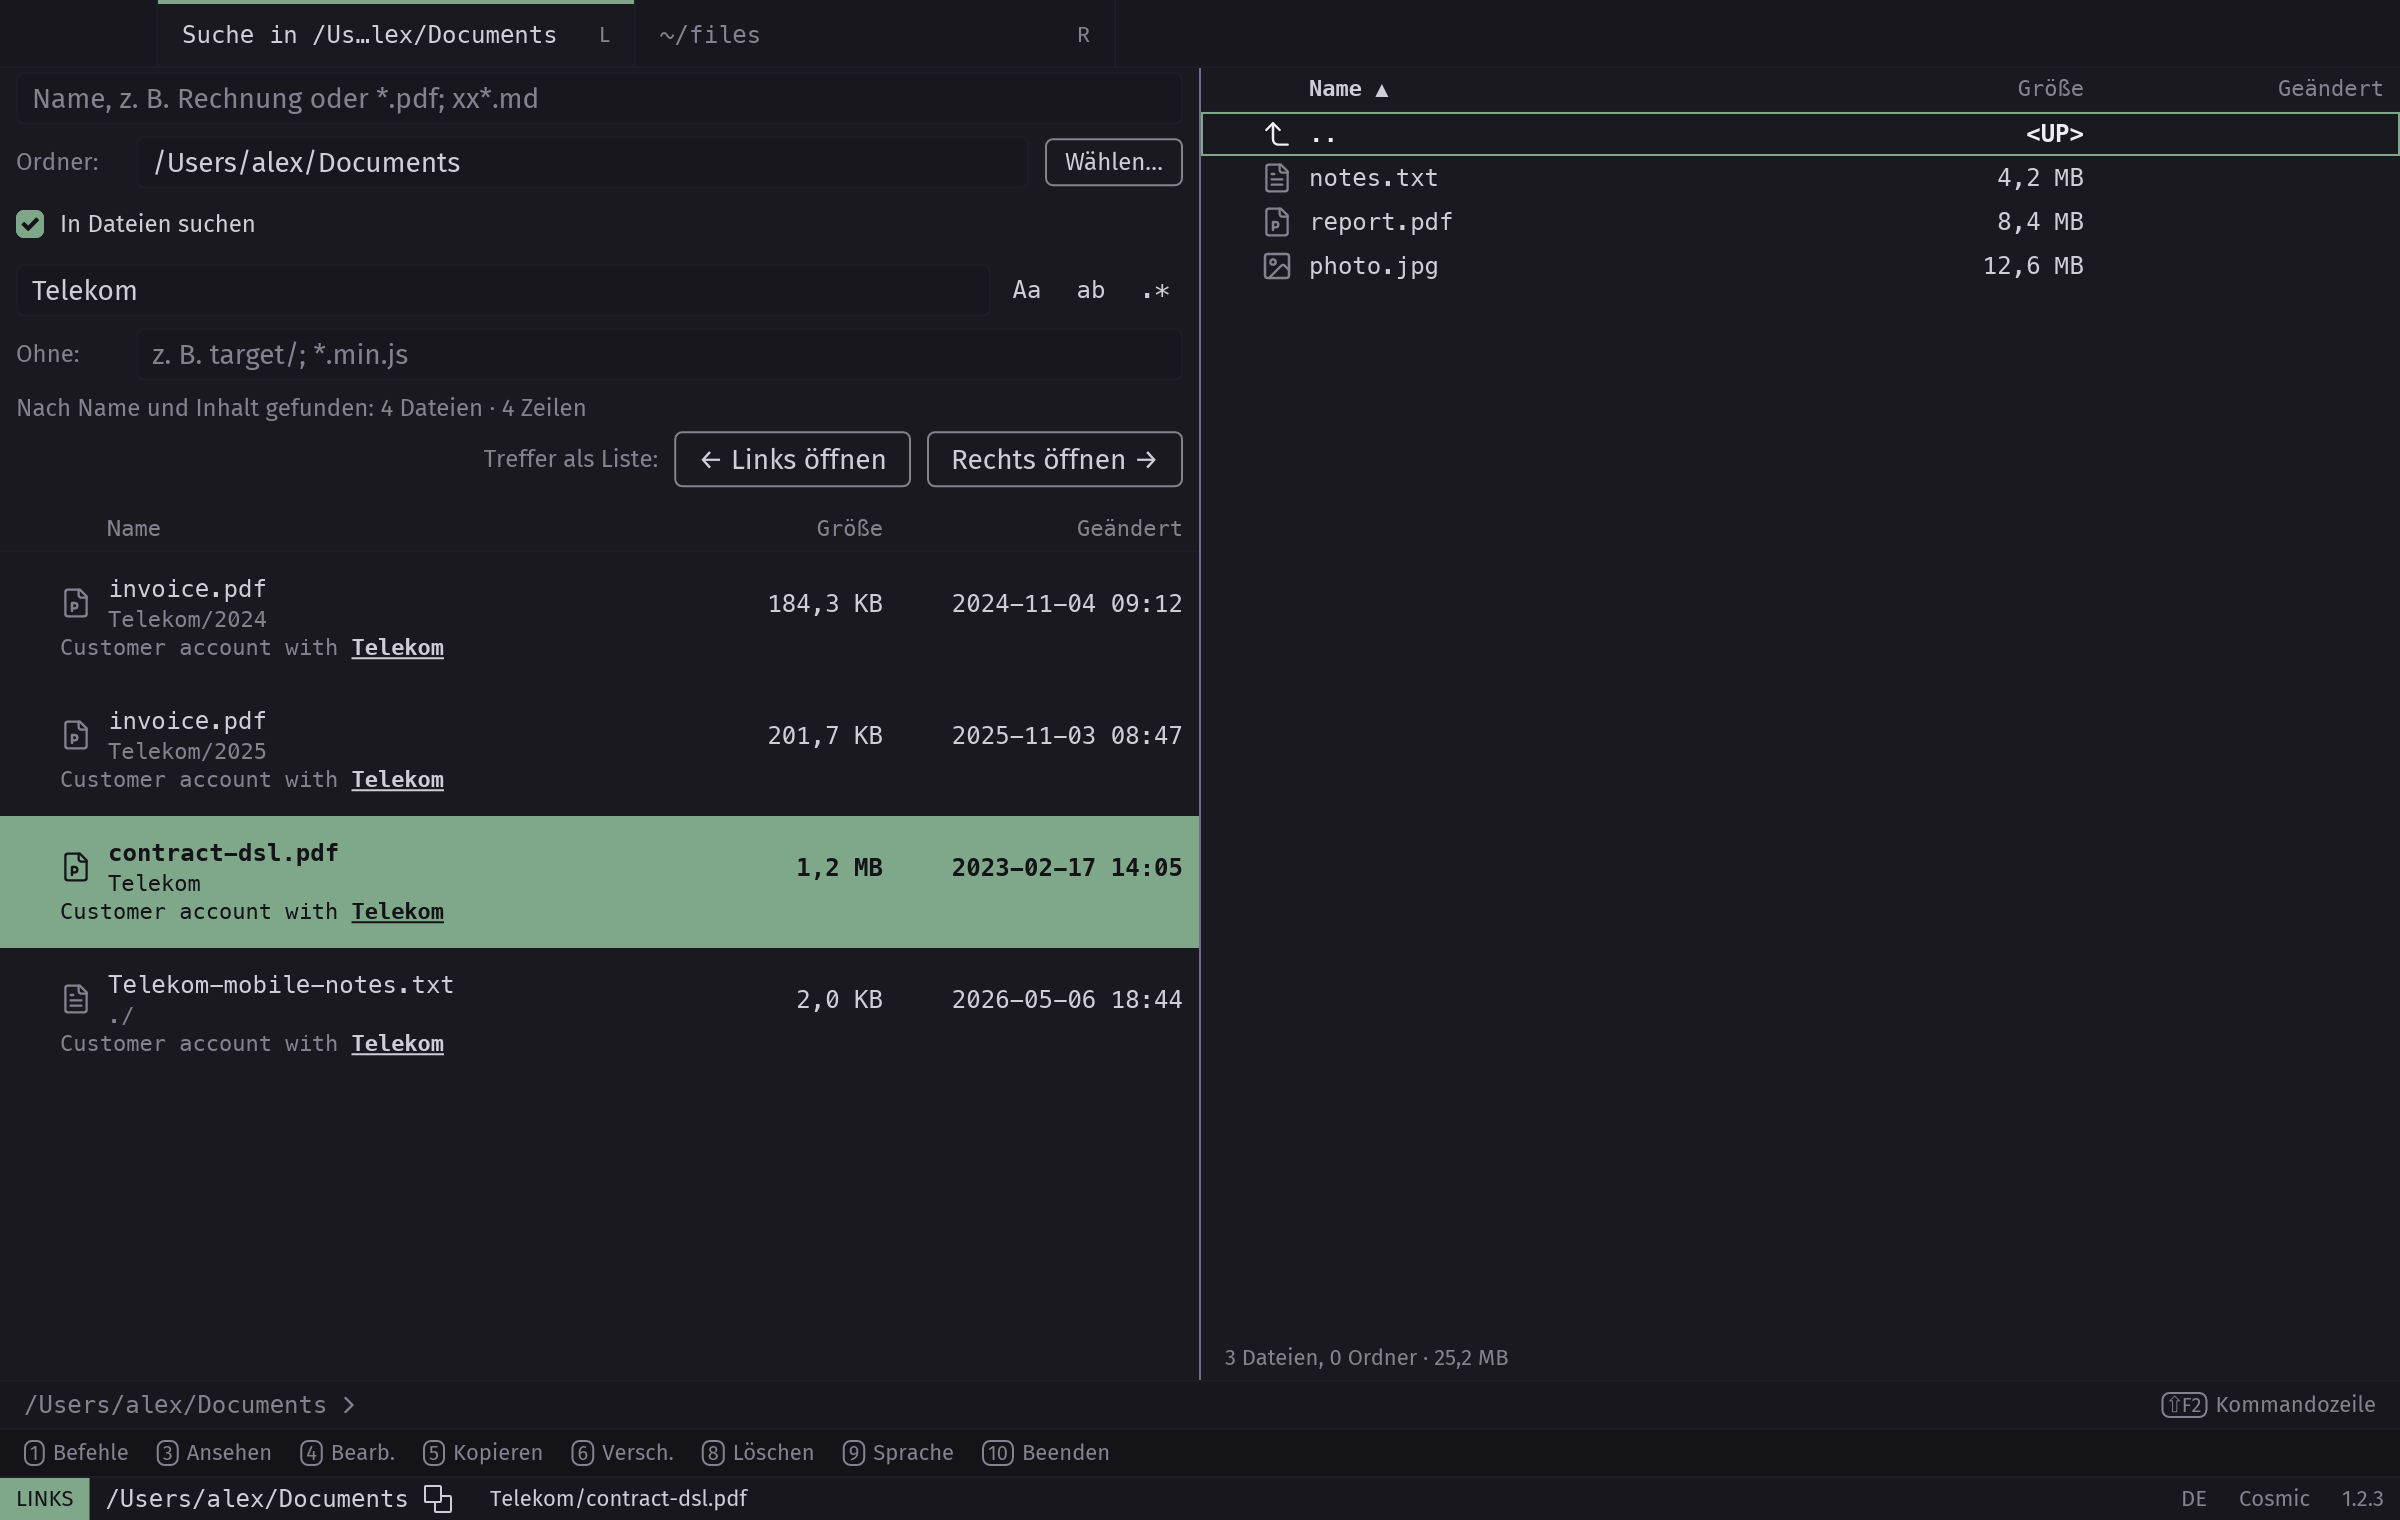 Suche in /Us…lex/Documents L ~/files R
Name, z. B. Rechnung oder *.pdf; xx*.md
Ordner: /Users/alex/Documents Wählen…
In Dateien suchen
Telekom Aa ab .*
Ohne: z. B. target/; *.min.js
Nach Name und Inhalt gefunden: 4 Dateien · 4 Zeilen
Treffer als Liste: ← Links öffnen Rechts öffnen →
Name Größe Geändert
invoice.pdf 184,3 KB 2024-11-04 09:12
Telekom/2024
Customer account with Telekom
invoice.pdf 201,7 KB 2025-11-03 08:47
Telekom/2025
Customer account with Telekom
contract-dsl.pdf 1,2 MB 2023-02-17 14:05
Telekom
Customer account with Telekom
Telekom-mobile-notes.txt 2,0 KB 2026-05-06 18:44
./
Customer account with Telekom
Name ▲ Größe Geändert
.. <UP>
notes.txt 4,2 MB
report.pdf 8,4 MB
photo.jpg 12,6 MB
3 Dateien, 0 Ordner · 25,2 MB
/Users/alex/Documents > ⇧F2 Kommandozeile
1 Befehle 3 Ansehen 4 Bearb. 5 Kopieren 6 Versch. 8 Löschen 9 Sprache 10 Beenden
LINKS /Users/alex/Documents Telekom/contract-dsl.pdf DE Cosmic 1.2.3